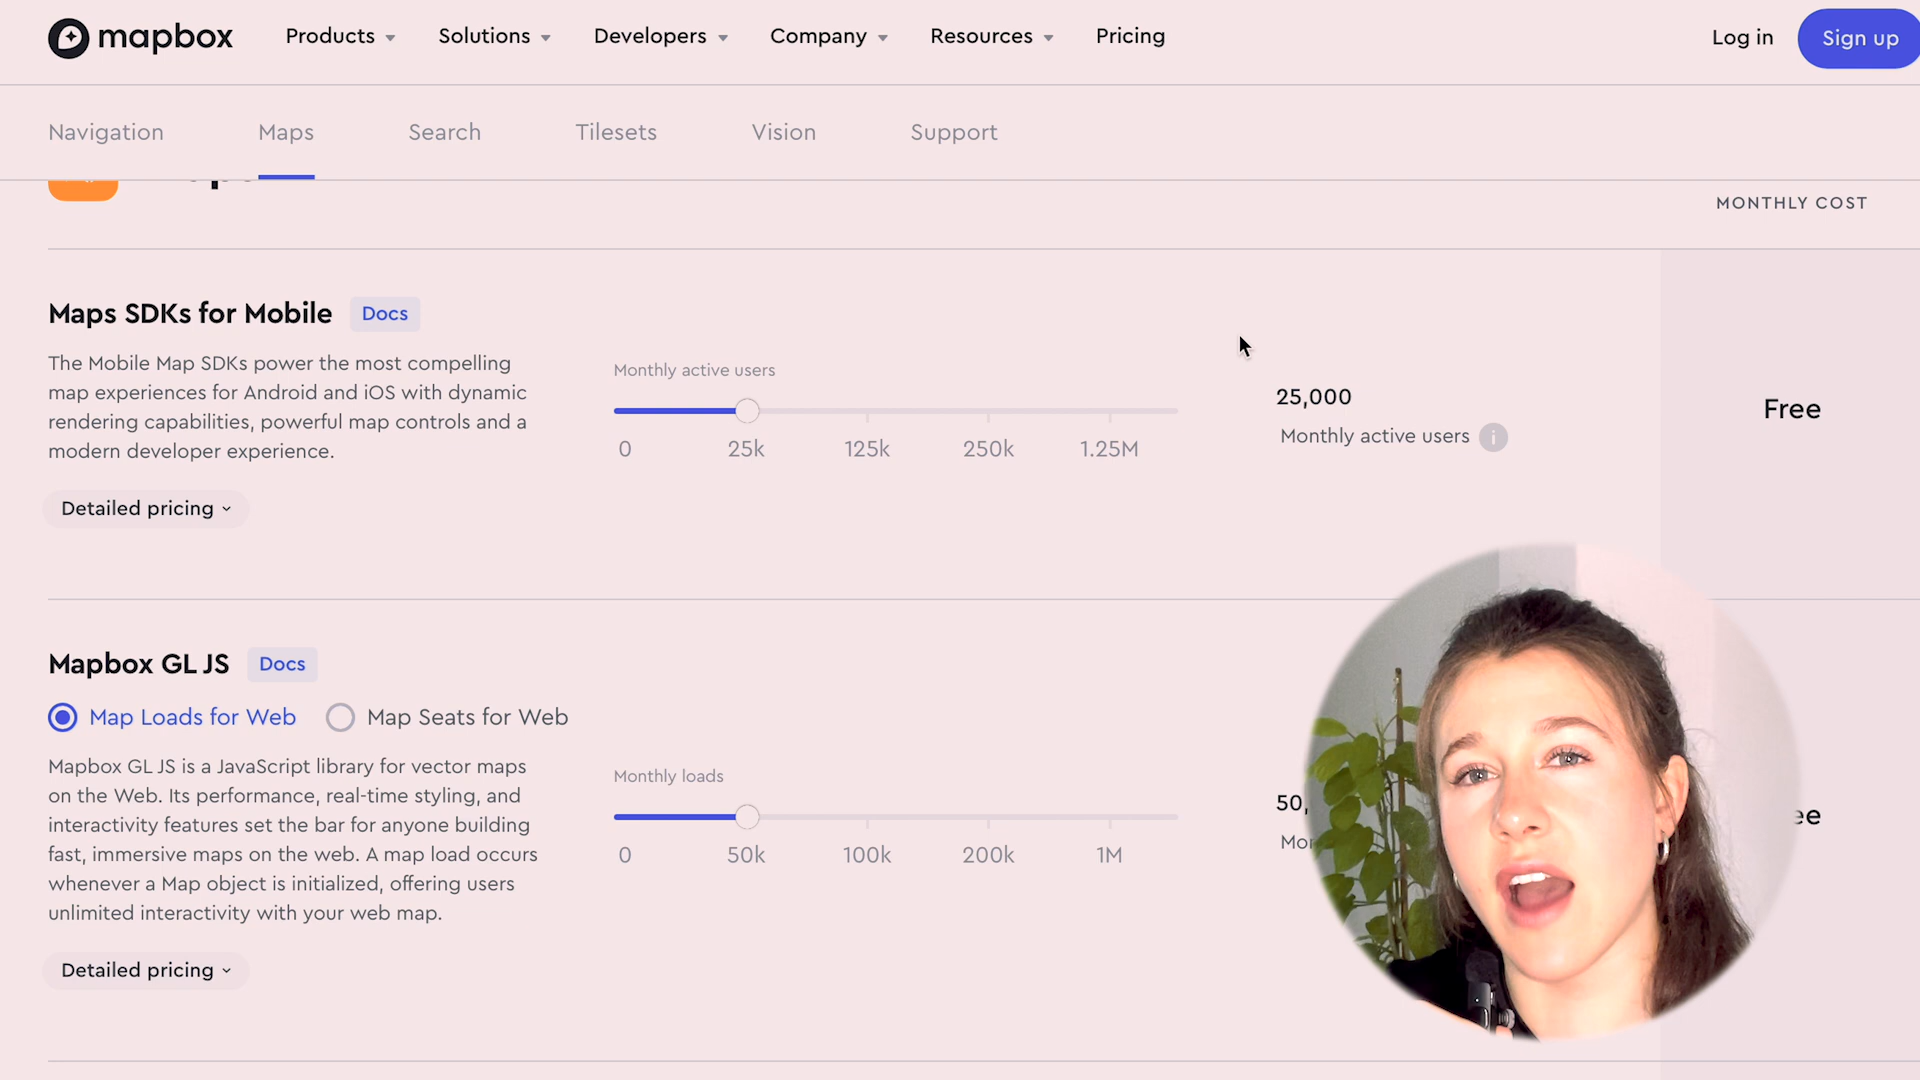 mapbox
Products
Solutions
Developers
Company
Resources
Pricing
Log in
Sign up
Navigation
Maps
Search
Tilesets
Vision
Support
MONTHLY COST
Maps SDKs for Mobile
Docs
The Mobile Map SDKs power the most compelling
map experiences for Android and iOS with dynamic
rendering capabilities, powerful map controls and a
modern developer experience.
Detailed pricing
Monthly active users
0
25k
125k
250k
1.25M
25,000
Monthly active users
Free
Mapbox GL JS
Docs
Map Loads for Web
Map Seats for Web
Mapbox GL JS is a JavaScript library for vector maps
on the Web. Its performance, real-time styling, and
interactivity features set the bar for anyone building
fast, immersive maps on the web. A map load occurs
whenever a Map object is initialized, offering users
unlimited interactivity with your web map.
Detailed pricing
Monthly loads
0
50k
100k
200k
1M
50,